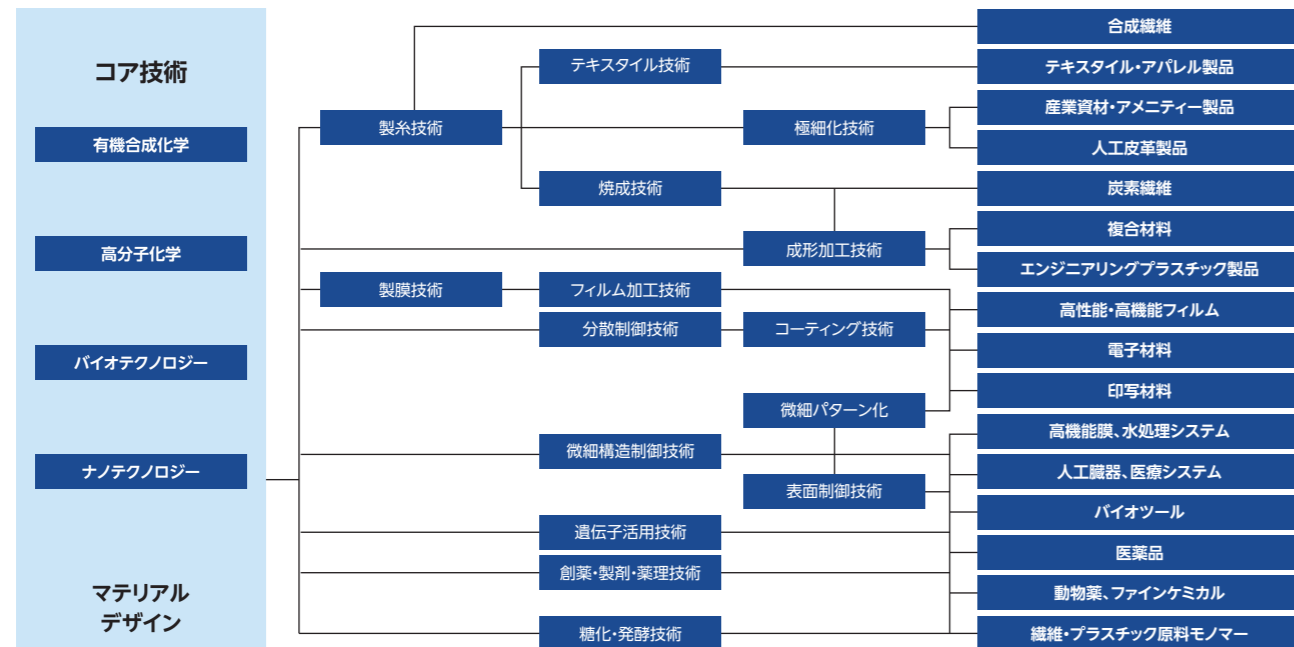 コア技術
有機合成化学
高分子化学
バイオテクノロジー
ナノテクノロジー
マテリアル
デザイン
製糸技術
製膜技術
テキスタイル技術
焼成技術
フィルム加工技術
分散制御技術
微細構造制御技術
遺伝子活用技術
創薬・製剤・薬理技術
糖化・発酵技術
極細化技術
成形加工技術
コーティング技術
微細パターン化
表面制御技術
合成繊維
テキスタイル・アパレル製品
産業資材・アメニティー製品
人工皮革製品
炭素繊維
複合材料
エンジニアリングプラスチック製品
高性能・高機能フィルム
電子材料
印写材料
高機能膜、水処理システム
人工臓器、医療システム
バイオツール
医薬品
動物薬、ファインケミカル
繊維・プラスチック原料モノマー